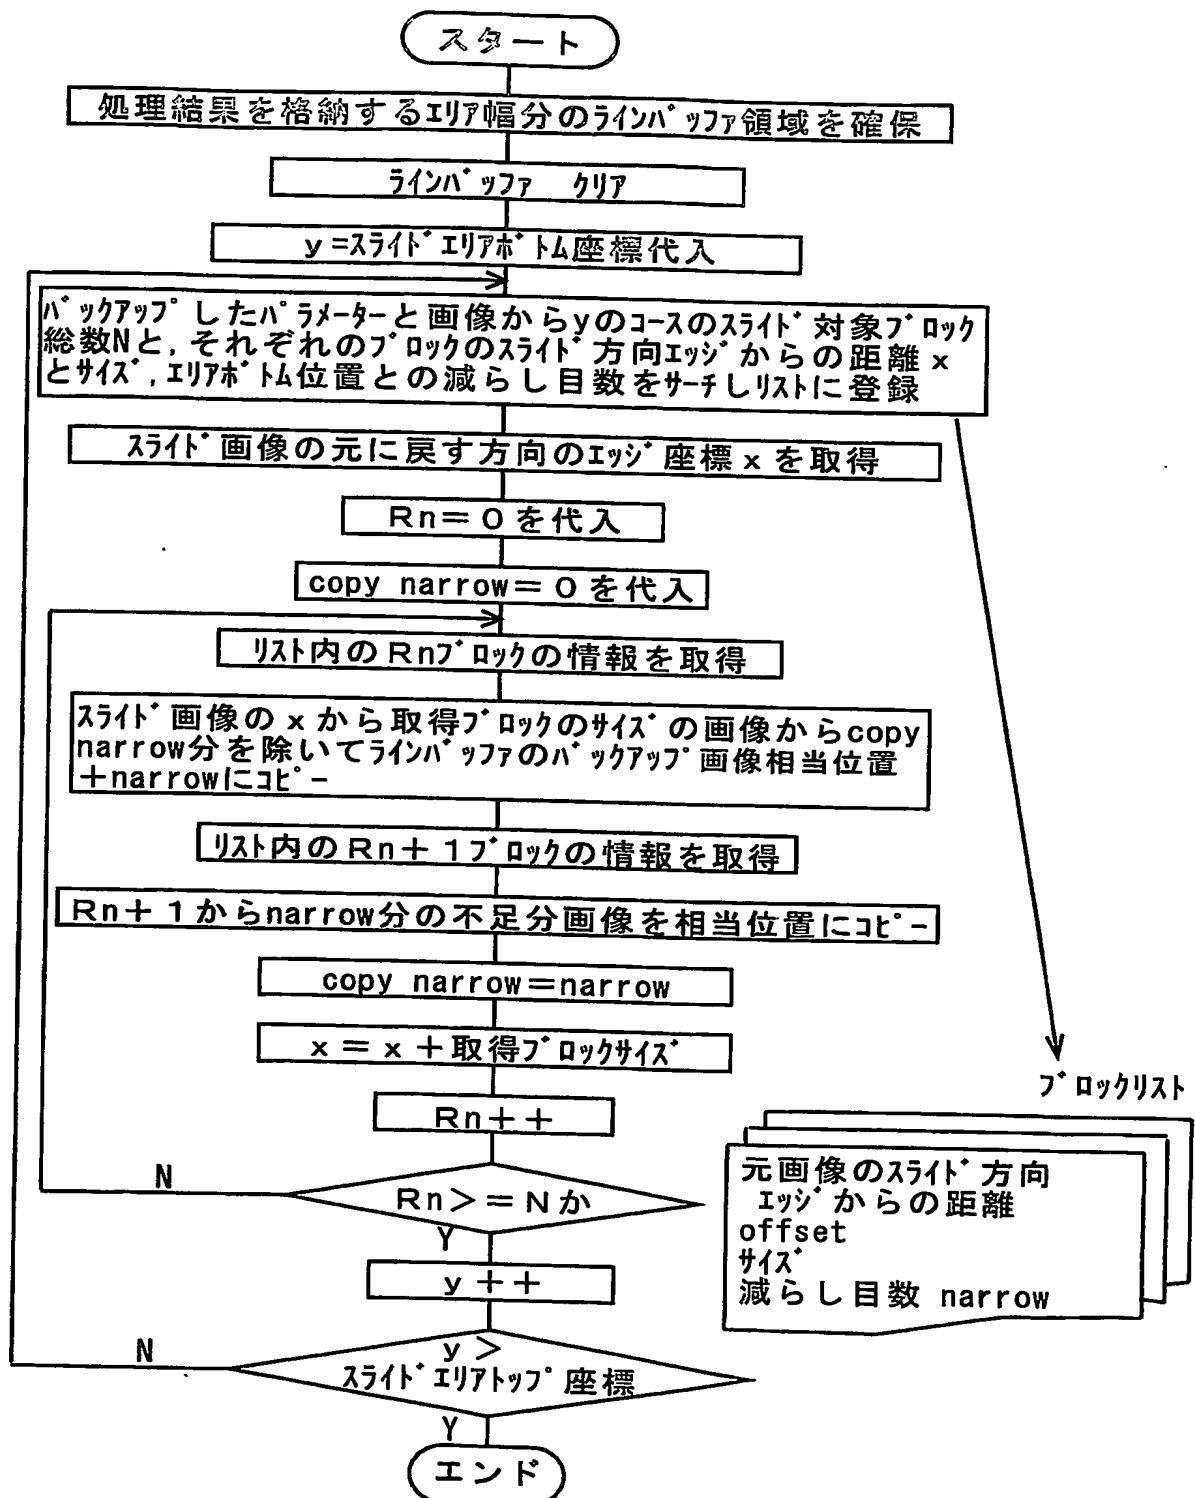 スタート
処理結果を格納するｴﾘｱ幅分のﾗｲﾝﾊﾞｯﾌｧ領域を確保
ﾗｲﾝﾊﾞｯﾌｧ ｸﾘｱ
y=ｽﾗｲﾄﾞｴﾘｱﾎﾞﾄﾑ座標代入
ﾊﾞｯｸｱｯﾌﾟしたﾊﾟﾗﾒｰﾀｰと画像からyのｺｰｽのｽﾗｲﾄﾞ対象ﾌﾞﾛｯｸ
総数Nと,それぞれのﾌﾞﾛｯｸのｽﾗｲﾄﾞ方向ｴｯｼﾞからの距離x
とｻｲｽﾞ,ｴﾘｱﾎﾞﾄﾑ位置との減らし目数をｻｰﾁしﾘｽﾄに登録
ｽﾗｲﾄﾞ画像の元に戻す方向のｴｯｼﾞ座標xを取得
Rn＝０を代入
copy narrow＝０を代入
ﾘｽﾄ内のRnﾌﾞﾛｯｸの情報を取得
ｽﾗｲﾄﾞ画像のxから取得ﾌﾞﾛｯｸのｻｲｽﾞの画像からcopy
narrow分を除いてﾗｲﾝﾊﾞｯﾌｧのﾊﾞｯｸｱｯﾌﾟ画像相当位置
＋narrowにｺﾋﾟｰ
ﾘｽﾄ内のRn＋１ﾌﾞﾛｯｸの情報を取得
Rn＋１からnarrow分の不足分画像を相当位置にｺﾋﾟｰ
copy narrow＝narrow
x＝x＋取得ﾌﾞﾛｯｸｻｲｽﾞ
Rn＋＋
ﾌﾞﾛｯｸﾘｽﾄ
元画像のｽﾗｲﾄﾞ方向
ｴｯｼﾞからの距離
offset
ｻｲｽﾞ
減らし目数 narrow
N
Rn＞＝Nか
Y
y＋＋
N
y＞
ｽﾗｲﾄﾞｴﾘｱﾄｯﾌﾟ座標
Y
エンド